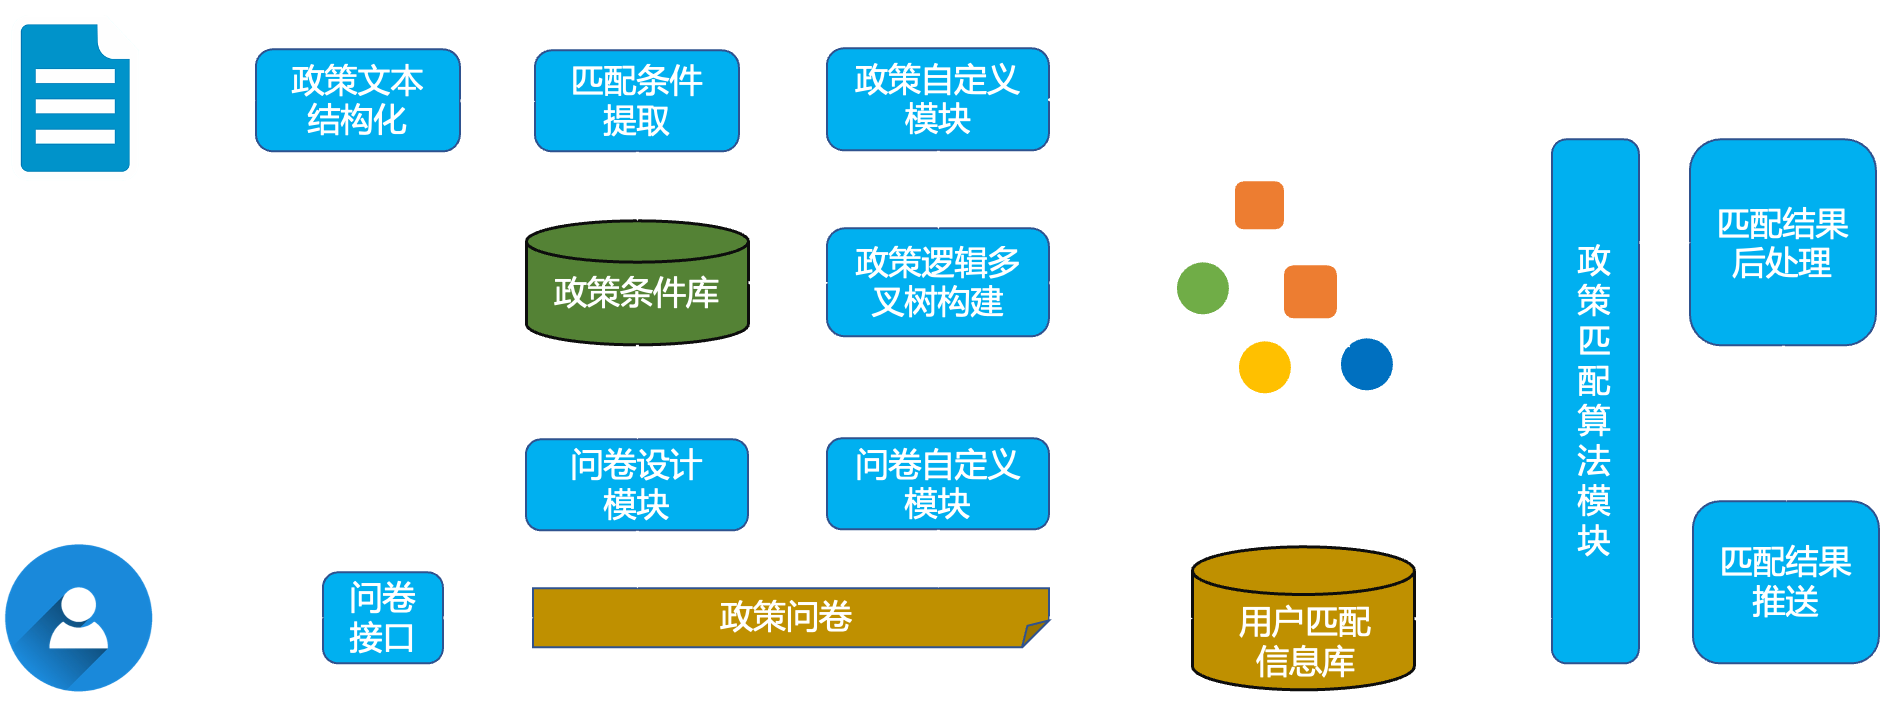 政策文本
结构化
匹配条件
提取
政策自定义
模块
政策条件库
政策逻辑多
叉树构建
问卷设计
模块
问卷自定义
模块
问卷
接口
政策问卷
用户匹配
信息库
政策匹配算法模块
匹配结果
后处理
匹配结果
推送